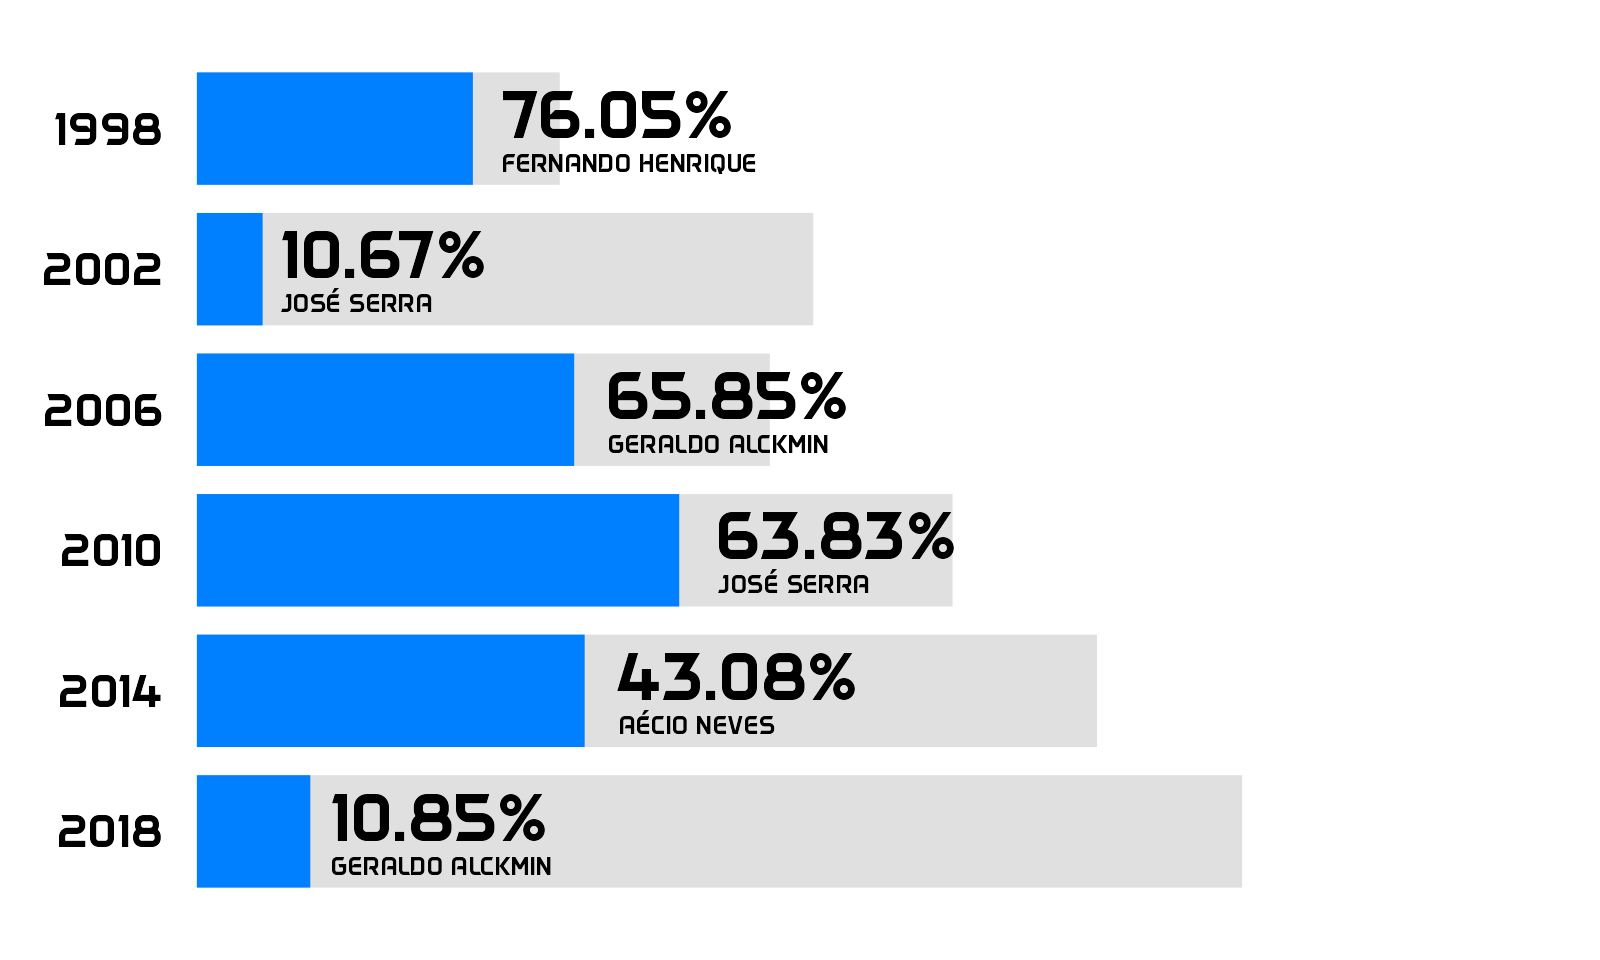 1998
76.05%
FERNANDO HENRIQUE
2002
10.67%
JOSÉ SERRA
2006
65.85%
GERALDO ALCKMIN
2010
63.83%
JOSÉ SERRA
2014
43.08%
AÉCIO NEVES
2018
10.85%
GERALDO ALCKMIN